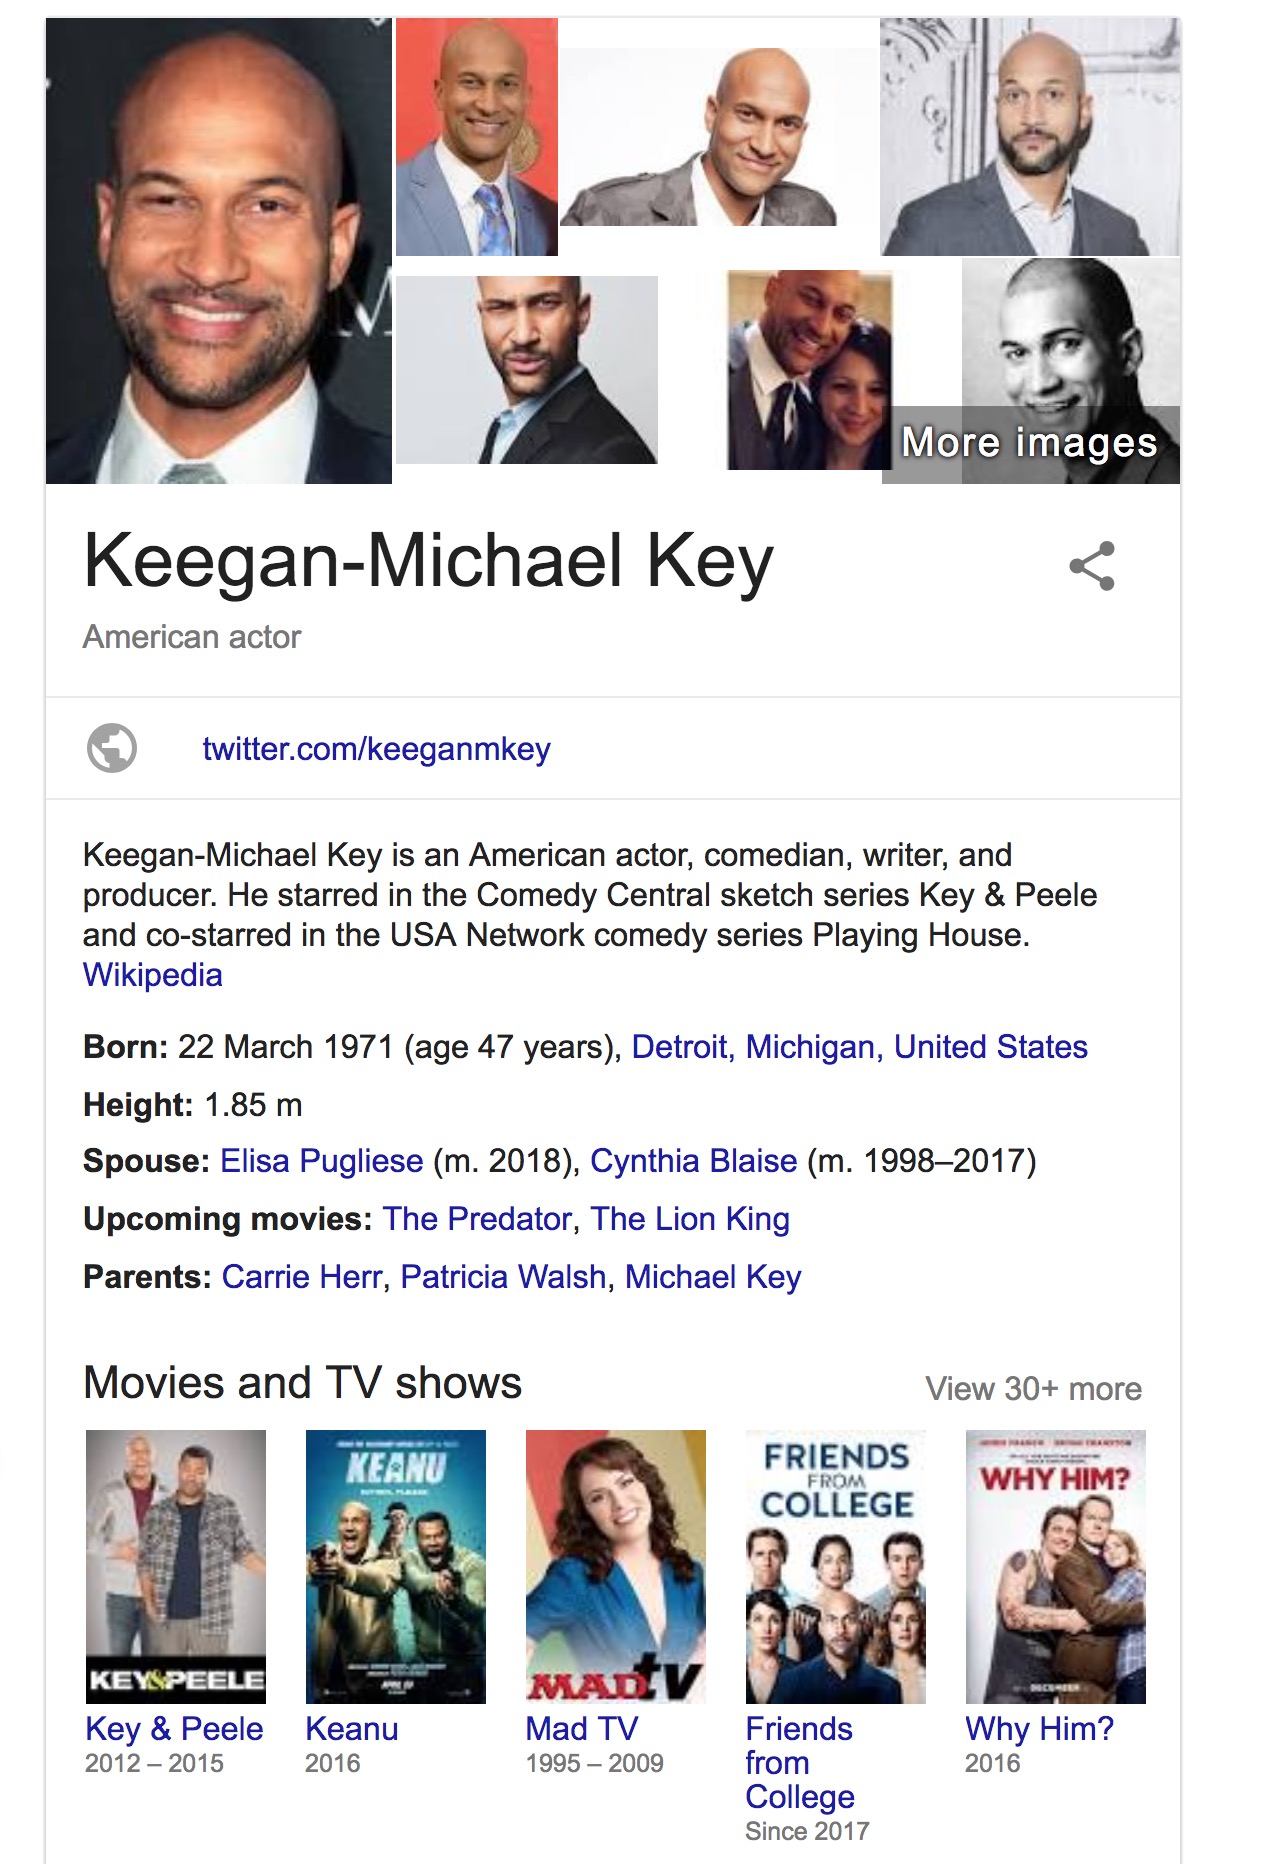 M
More images
Keegan-Michael Key
American actor
twitter.com/keeganmkey
Keegan-Michael Key is an American actor, comedian, writer, and
producer. He starred in the Comedy Central sketch series Key & Peele
and co-starred in the USA Network comedy series Playing House.
Wikipedia
Born: 22 March 1971 (age 47 years), Detroit, Michigan, United States
Height: 1.85 m
Spouse: Elisa Pugliese (m. 2018), Cynthia Blaise (m. 1998–2017)
Upcoming movies: The Predator, The Lion King
Parents: Carrie Herr, Patricia Walsh, Michael Key
Movies and TV shows
View 30+ more
KEY&PEELE
KEANU
MADtv
FRIENDS
FROM
COLLEGE
WHY HIM?
DECEMBER
Key & Peele
2012 – 2015
Keanu
2016
Mad TV
1995 – 2009
Friends
from
College
Since 2017
Why Him?
2016